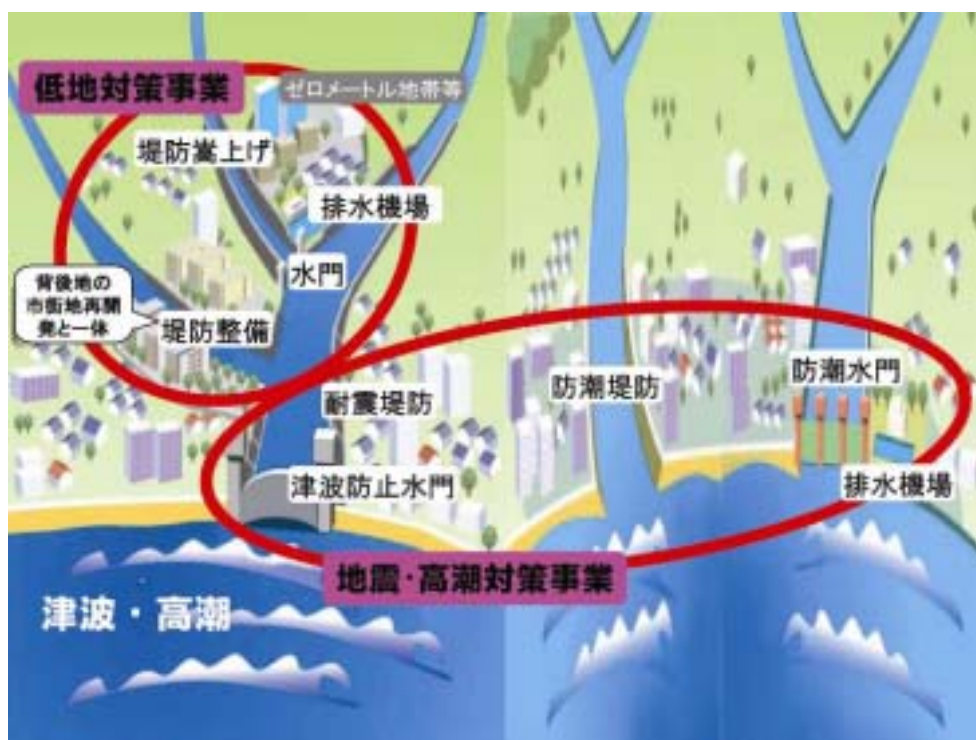 低地対策事業
ゼロメートル地帯等
堤防嵩上げ
排水機場
水門
背後地の
市街地再開
発と一体
堤防整備
耐震堤防
防潮堤防
防潮水門
津波防止水門
排水機場
地震・高潮対策事業
津波・高潮